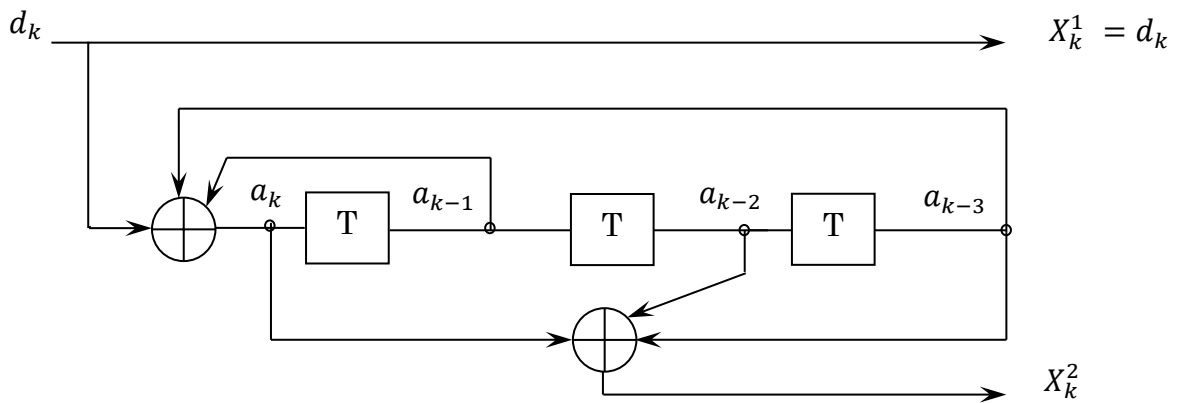 $d_k$
$X_k^1 = d_k$
$a_k$ T $a_{k-1}$ T $a_{k-2}$ T $a_{k-3}$
$X_k^2$